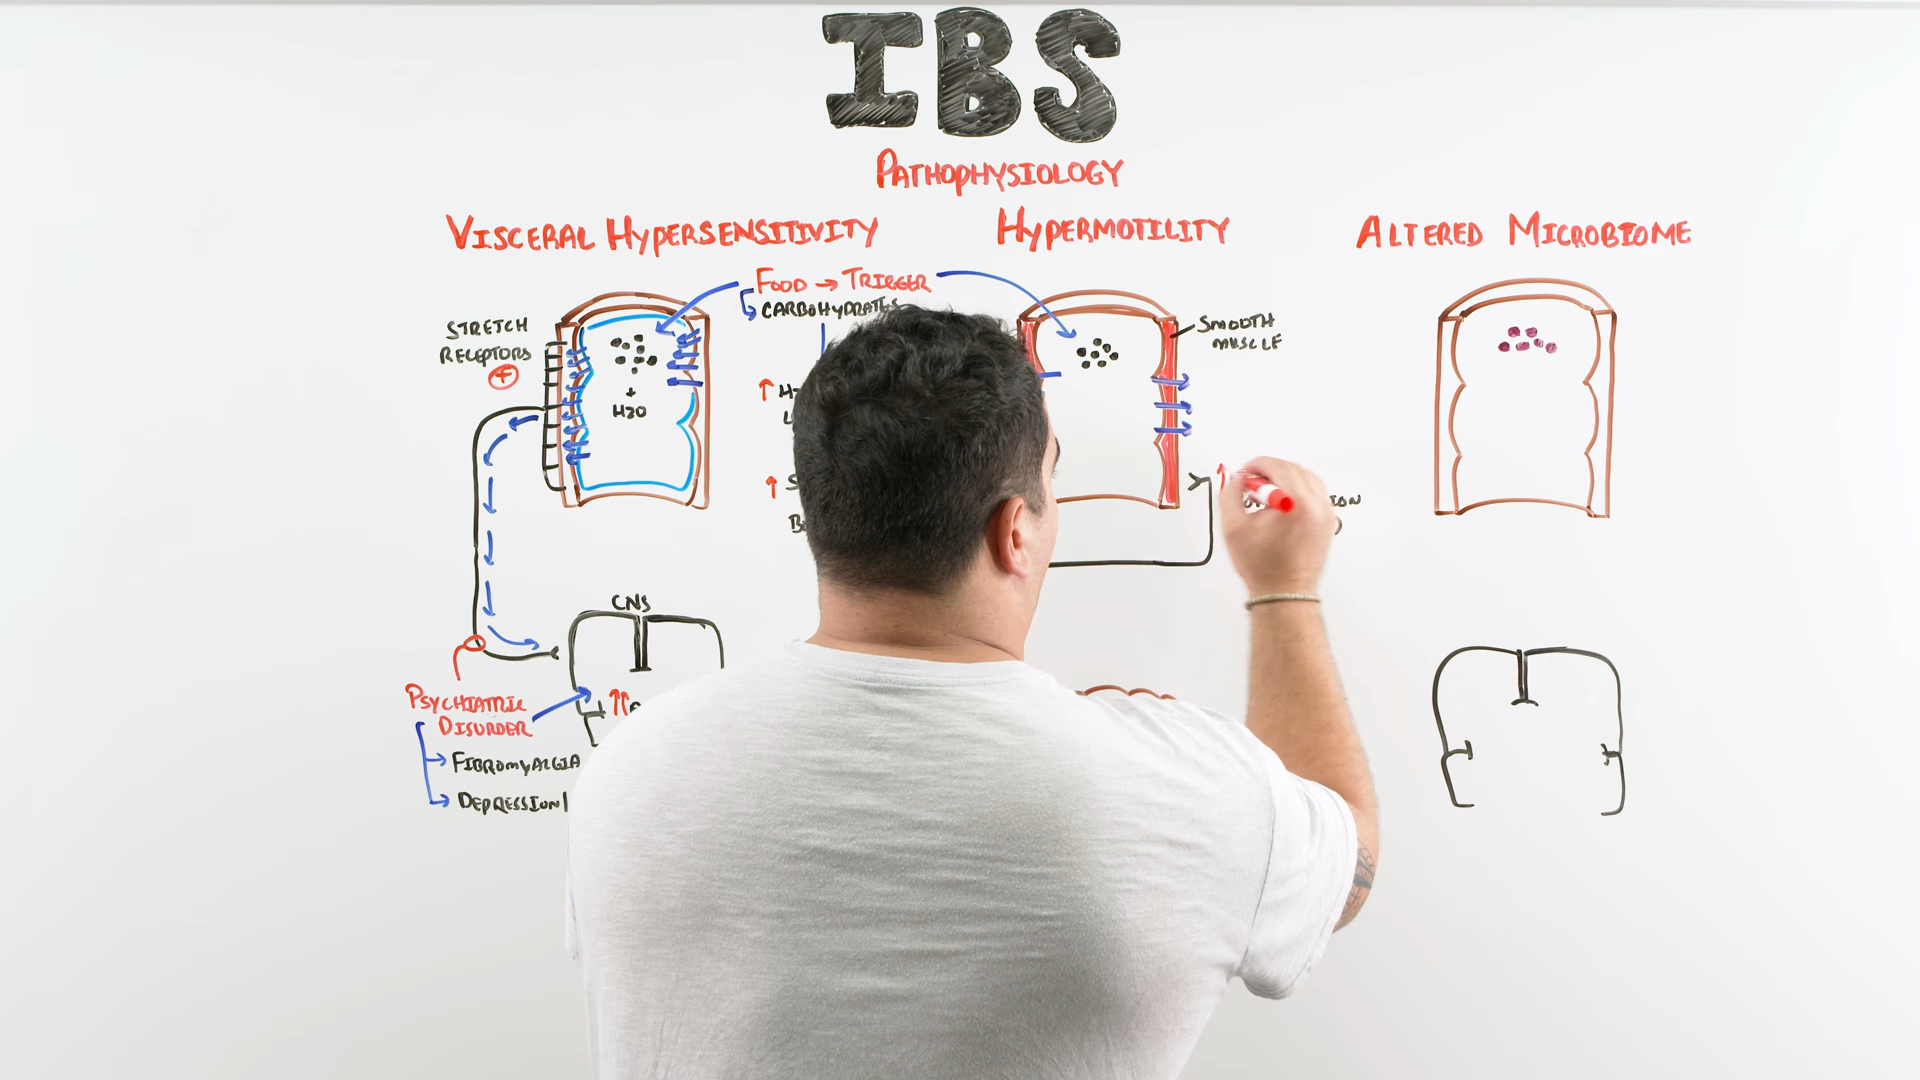 IBS
PATHOPHYSIOLOGY
VISCERAL HYPERSENSITIVITY
HYPERMOTILITY
ALTERED MICROBIOME
FOOD → TRIGGER
CARBOHYDRATES
STRETCH
RECEPTORS
+
+
H2O
SMOOTH
MUSCLE
↑ H
↑ S
CNS
PSYCHIATRIC
DISORDER
↑↑
FIBROMYALGIA
DEPRESSION/